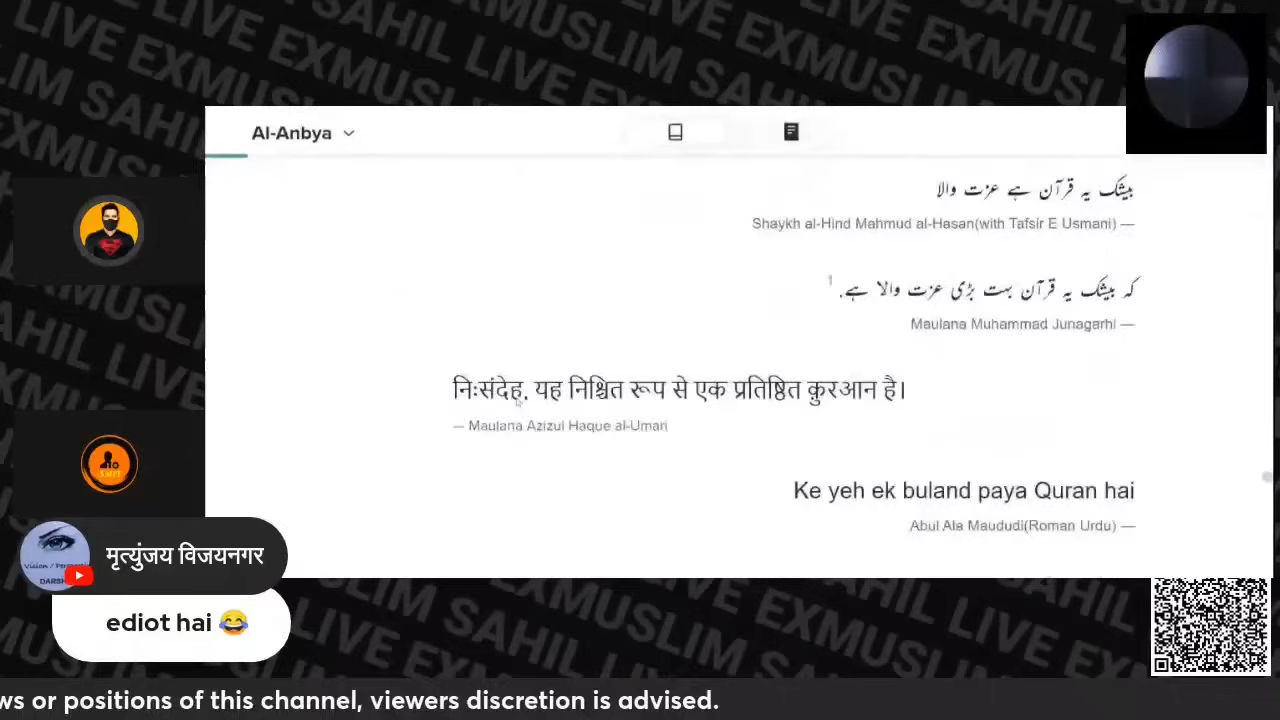 EXMUSLIM SAHIL LIVE
Al-Anbya
بیشک یہ قرآن ہے عزت والا
Shaykh al-Hind Mahmud al-Hasan(with Tafsir E Usmani) —
کہ بیشک یہ قرآن بہت بڑی عزت والا ہے. 1
Maulana Muhammad Junagarhi —
निःसंदेह, यह निश्चित रूप से एक प्रतिष्ठित क़ुरआन है।
— Maulana Azizul Haque al-Umari
Ke yeh ek buland paya Quran hai
Abul Ala Maududi(Roman Urdu) —
मृत्युंजय विजयनगर
ediot hai 😂
ws or positions of this channel, viewers discretion is advised.